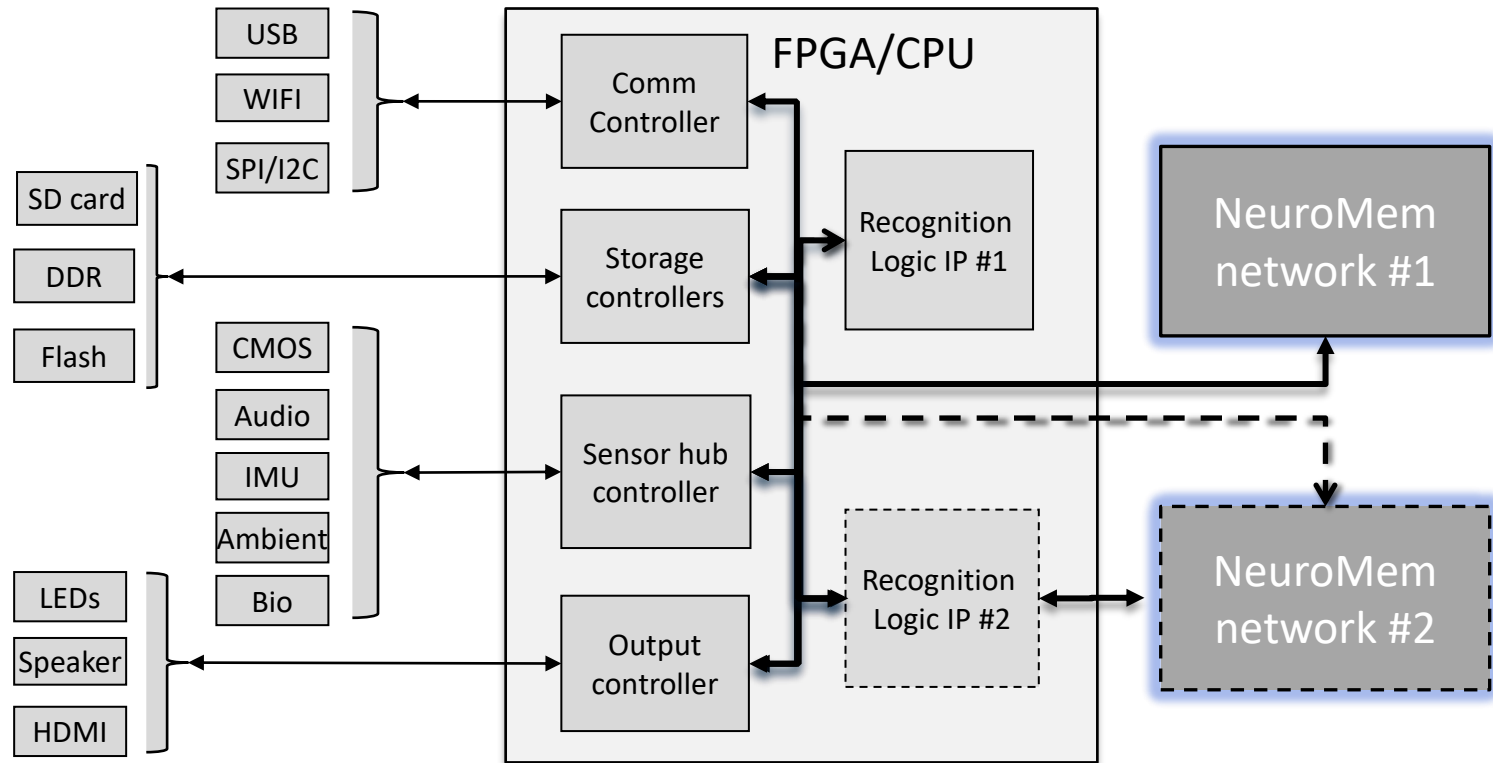 USB
WIFI
SPI/I2C
SD card
DDR
Flash
CMOS
Audio
IMU
Ambient
Bio
LEDs
Speaker
HDMI
FPGA/CPU
Comm
Controller
Storage
controllers
Sensor hub
controller
Output
controller
Recognition
Logic IP #1
Recognition
Logic IP #2
NeuroMem
network #1
NeuroMem
network #2